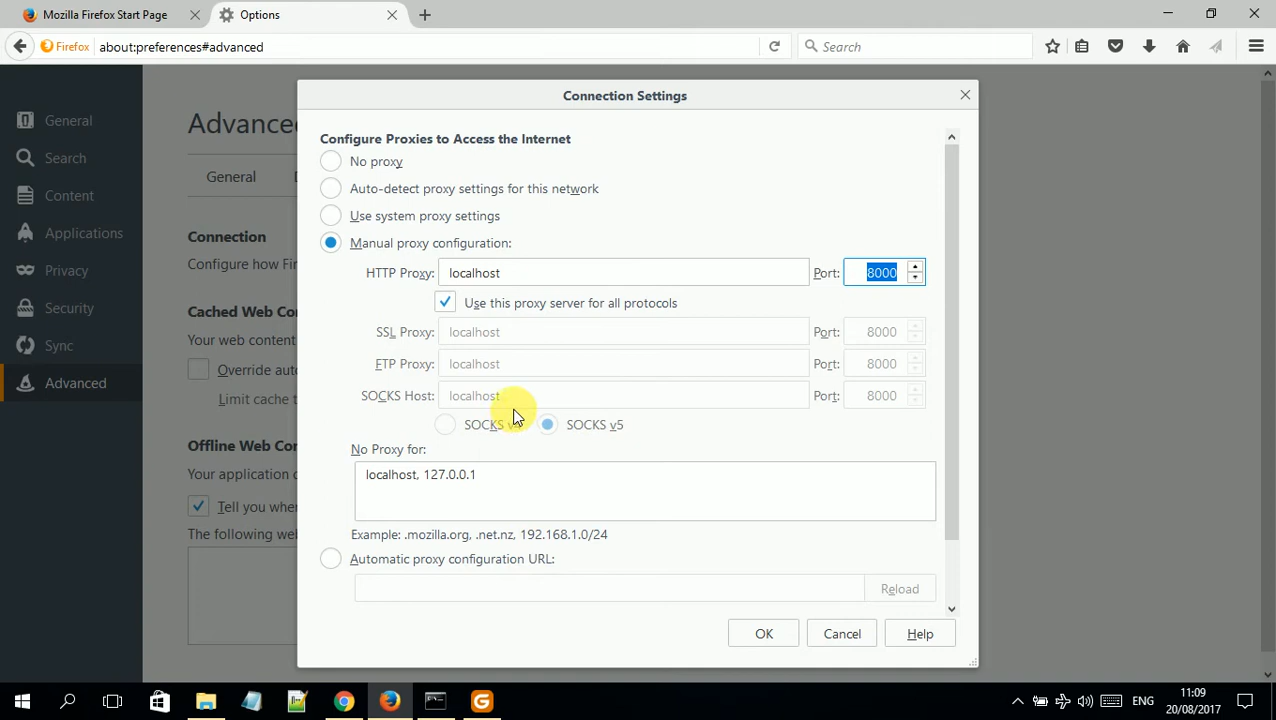 Mozilla Firefox Start Page
Options
Firefox
about:preferences#advanced
Search
General
Search
Content
Applications
Privacy
Security
Sync
Advanced
Advanced
General
Connection
Configure how Fir
Cached Web Con
Your web content
Override auto
Limit cache t
Offline Web Con
Your application
Tell you when
The following web
Connection Settings
Configure Proxies to Access the Internet
No proxy
Auto-detect proxy settings for this network
Use system proxy settings
Manual proxy configuration:
HTTP Proxy: localhost Port: 8000
Use this proxy server for all protocols
SSL Proxy: localhost Port: 8000
FTP Proxy: localhost Port: 8000
SOCKS Host: localhost Port: 8000
SOCKS SOCKS v5
No Proxy for:
localhost, 127.0.0.1
Example: .mozilla.org, .net.nz, 192.168.1.0/24
Automatic proxy configuration URL:
Reload
OK Cancel Help
ENG
11:09
20/08/2017